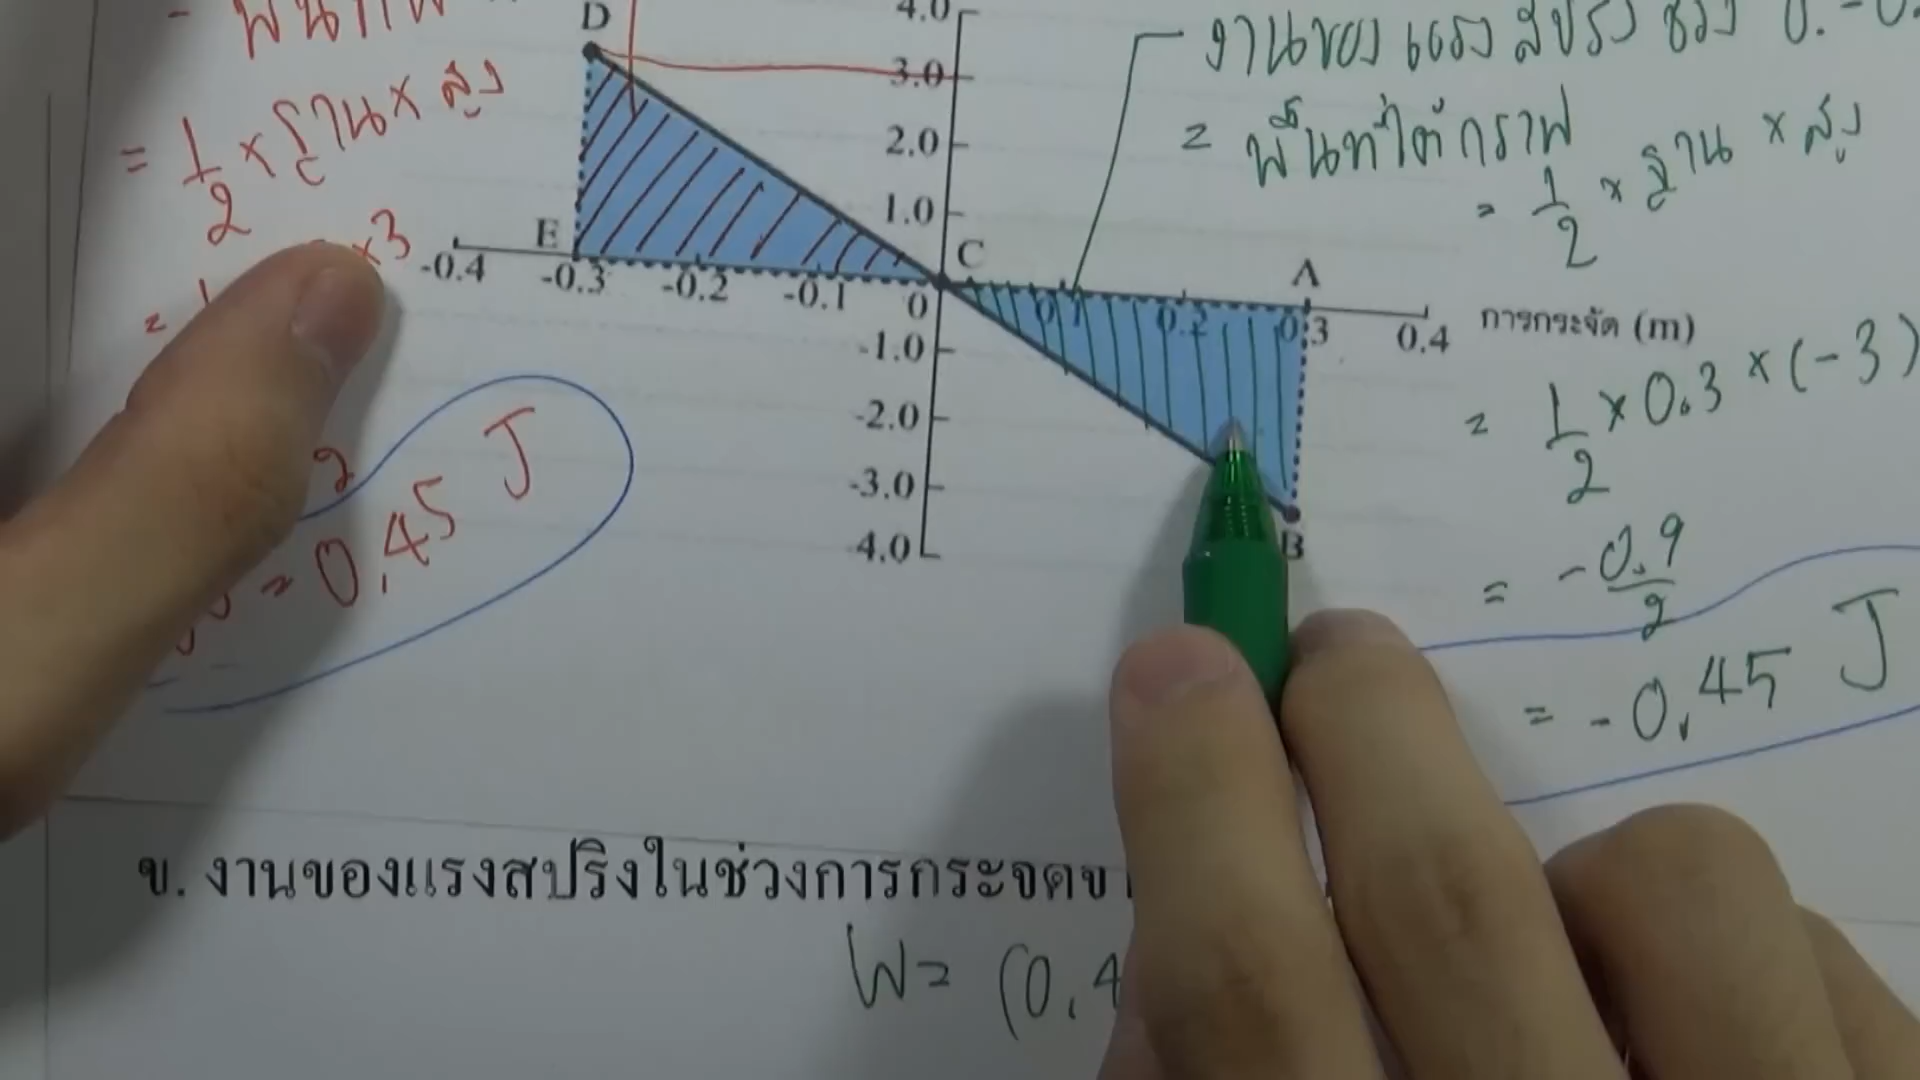 = 1/2 × ฐาน × สูง
×3
2
= 0.45 J
D
E
C
A
B
4.0
3.0
2.0
1.0
0
-1.0
-2.0
-3.0
4.0
-0.4 -0.3 -0.2 -0.1 0.1 0.2 0.3 0.4
การกระจัด (m)
งานของแรงสปริง ช่วง
= พื้นที่ใต้กราฟ
= 1/2 × ฐาน × สูง
= 1/2 × 0.3 × (-3)
= -0.9/2
= -0.45 J
ข. งานของแรงสปริงในช่วงการกระจัด
W = (0.4